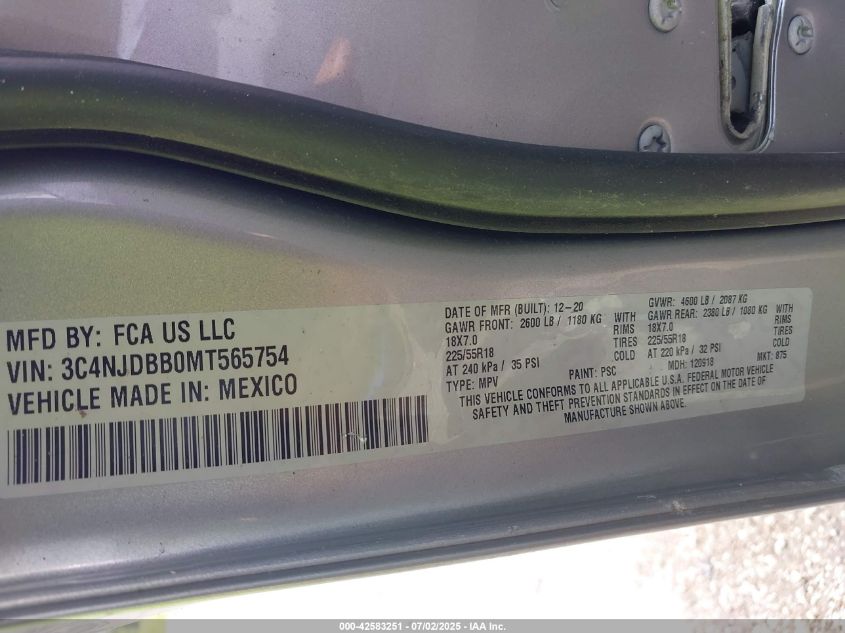 MFD BY: FCA US LLC
VIN: 3C4NJDBB0MT565754
VEHICLE MADE IN: MEXICO
DATE OF MFR (BUILT): 12-20 GVWR: 4600 LB / 2087 KG
GAWR FRONT: 2600 LB / 1180 KG WITH GAWR REAR: 2380 LB / 1080 KG WITH
18X7.0 RIMS 18X7.0 RIMS
225/55R18 TIRES 225/55R18 TIRES
AT 240 kPa / 35 PSI COLD AT 220 kPa / 32 PSI COLD
TYPE: MPV PAINT: PSC MDH: 120918 MKT: 875
THIS VEHICLE CONFORMS TO ALL APPLICABLE U.S.A. FEDERAL MOTOR VEHICLE
SAFETY AND THEFT PREVENTION STANDARDS IN EFFECT ON THE DATE OF
MANUFACTURE SHOWN ABOVE.
000-42583251 - 07/02/2025 - IAA Inc.